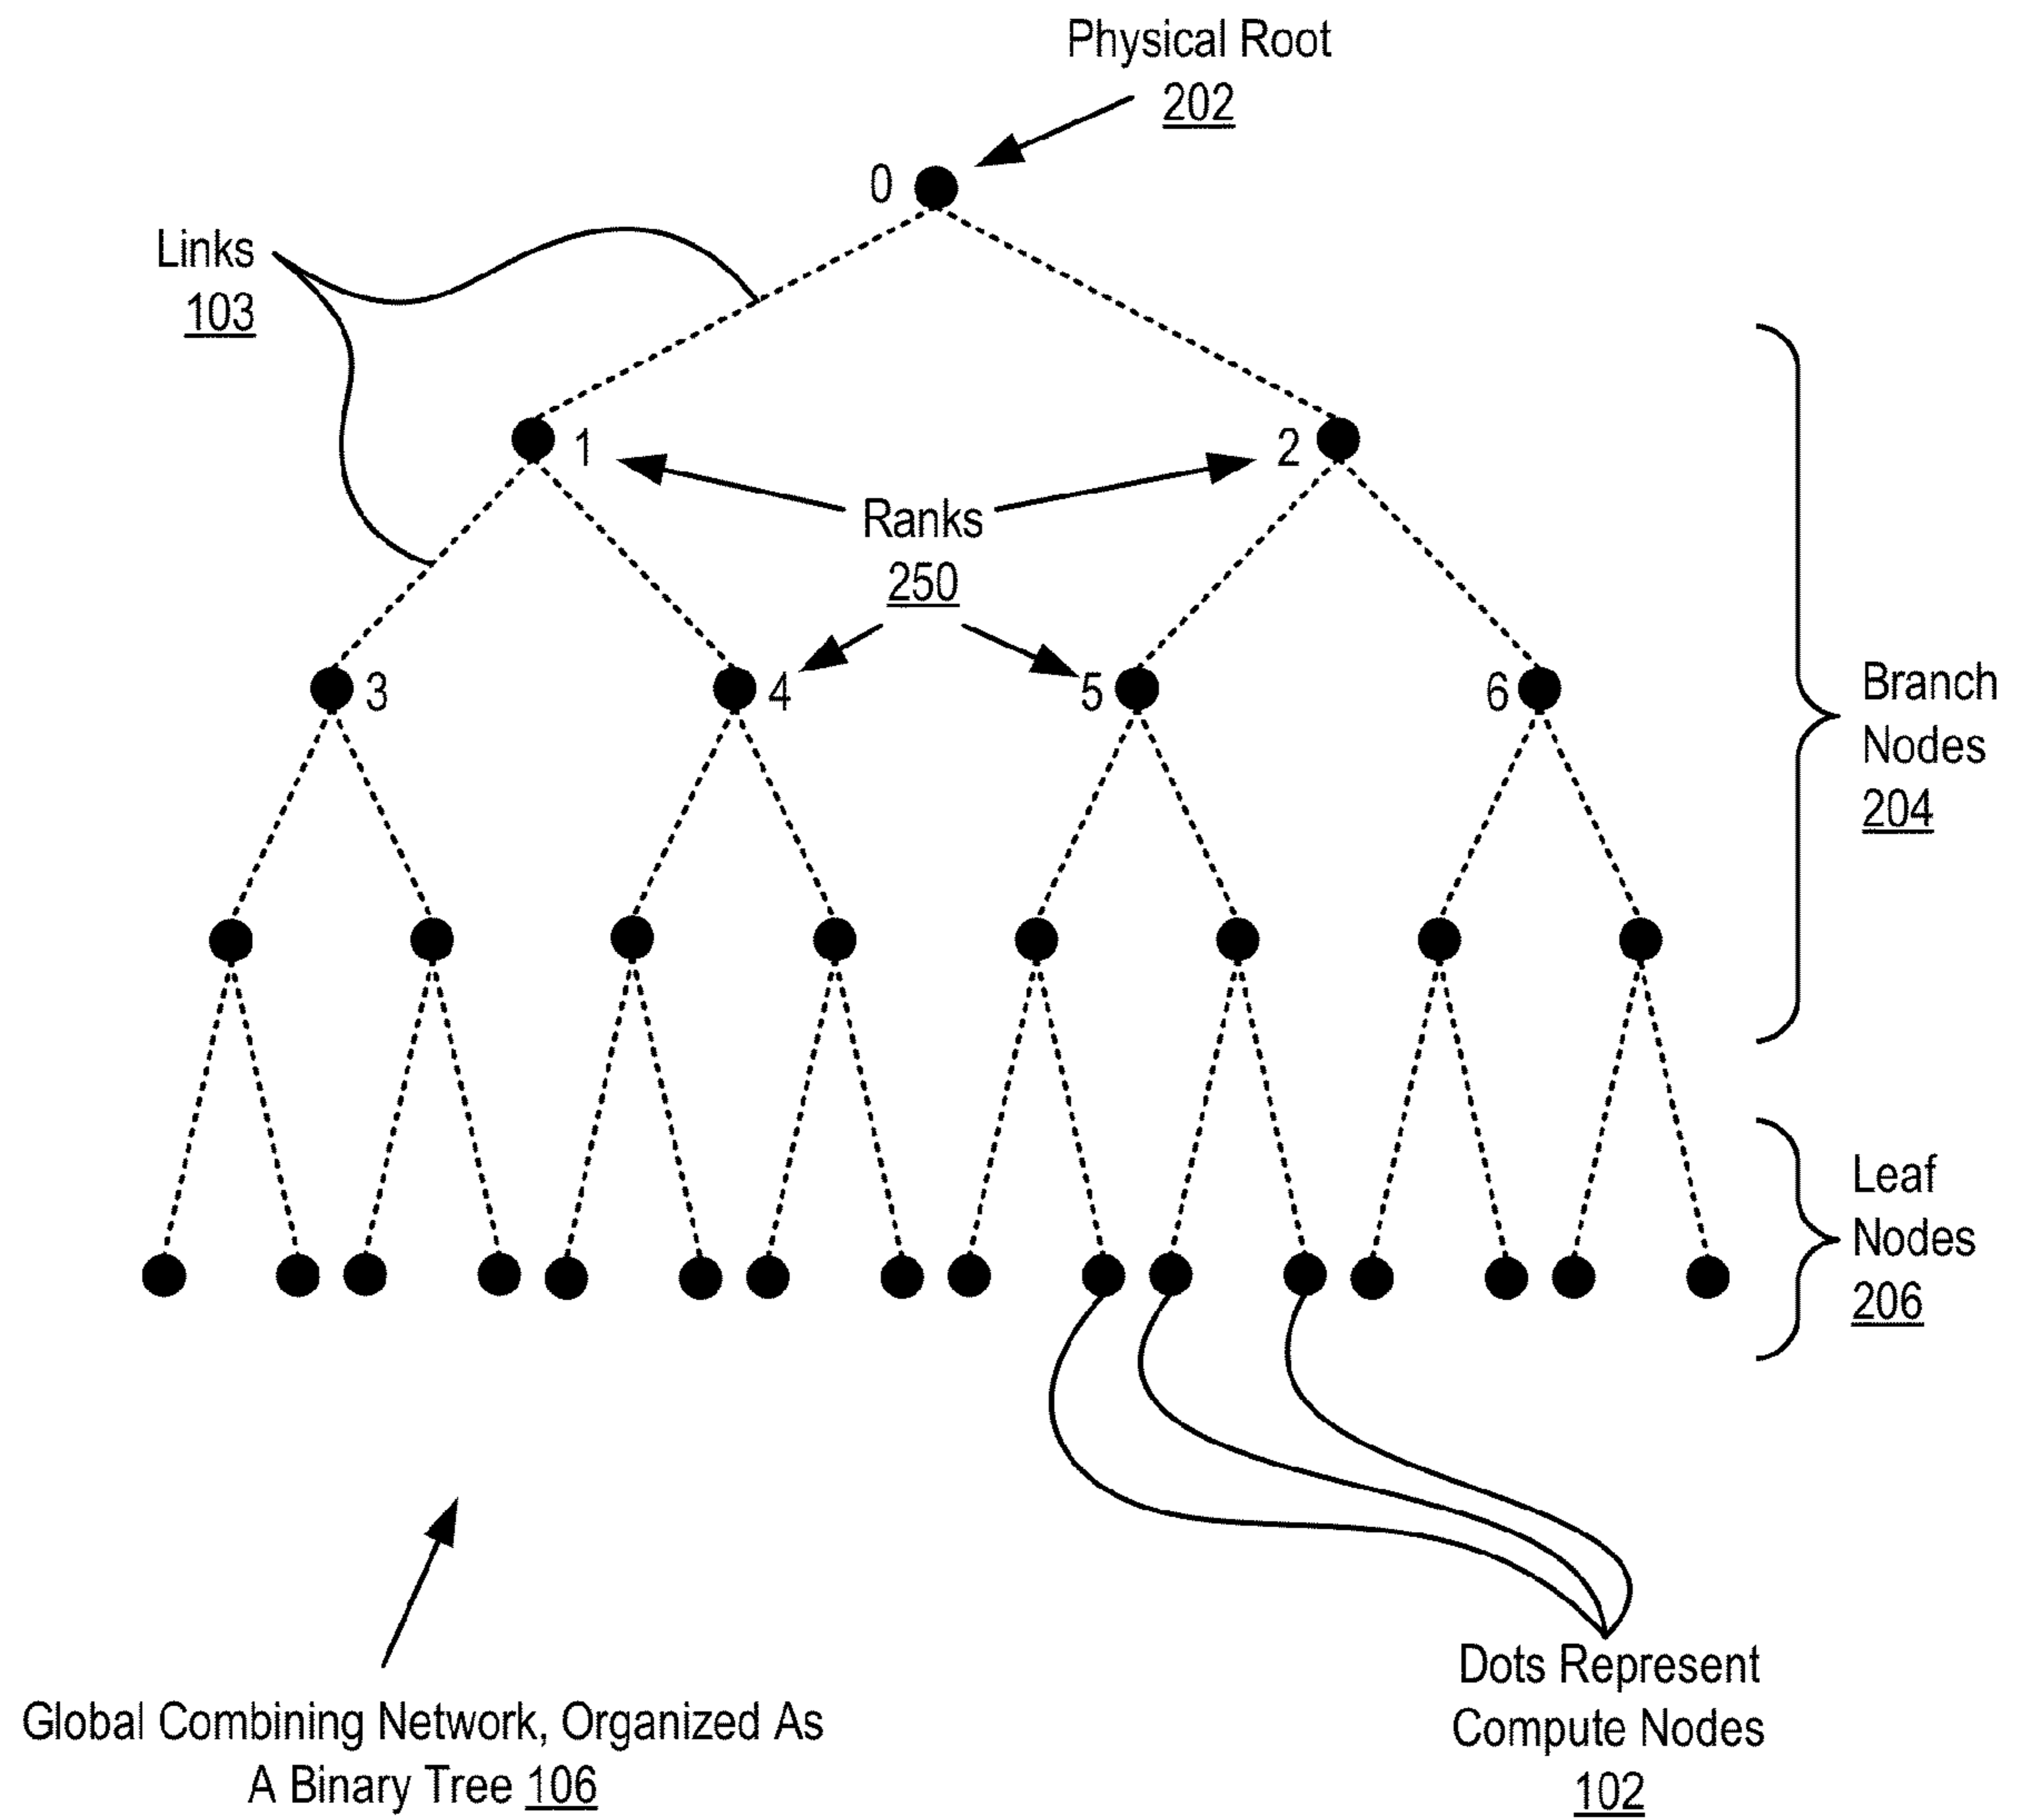 Physical Root
202
0
Links
103
1
2
Ranks
250
3
4
5
6
Branch
Nodes
204
Leaf
Nodes
206
Dots Represent
Compute Nodes
102
Global Combining Network, Organized As
A Binary Tree 106